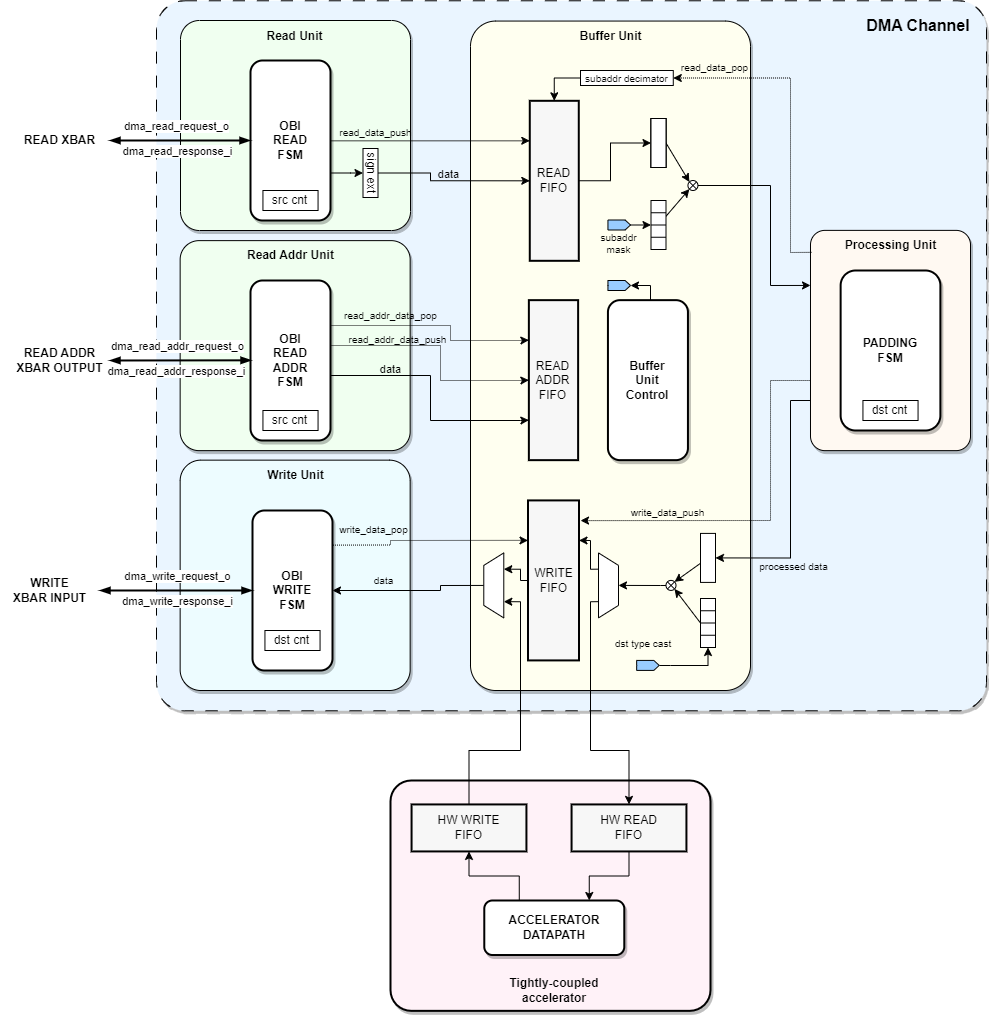 DMA Channel
Read Unit
Buffer Unit
subaddr decimator
read_data_pop
READ XBAR
dma_read_request_o
dma_read_response_i
OBI
READ
FSM
src cnt
read_data_push
sign ext
data
READ
FIFO
subaddr
mask
Processing Unit
Read Addr Unit
READ ADDR
XBAR OUTPUT
dma_read_addr_request_o
dma_read_addr_response_i
OBI
READ
ADDR
FSM
src cnt
read_addr_data_pop
read_addr_data_push
data
READ
ADDR
FIFO
Buffer
Unit
Control
PADDING
FSM
dst cnt
Write Unit
WRITE
XBAR INPUT
dma_write_request_o
dma_write_response_i
OBI
WRITE
FSM
dst cnt
write_data_pop
data
WRITE
FIFO
write_data_push
processed data
dst type cast
HW WRITE
FIFO
HW READ
FIFO
ACCELERATOR
DATAPATH
Tightly-coupled
accelerator